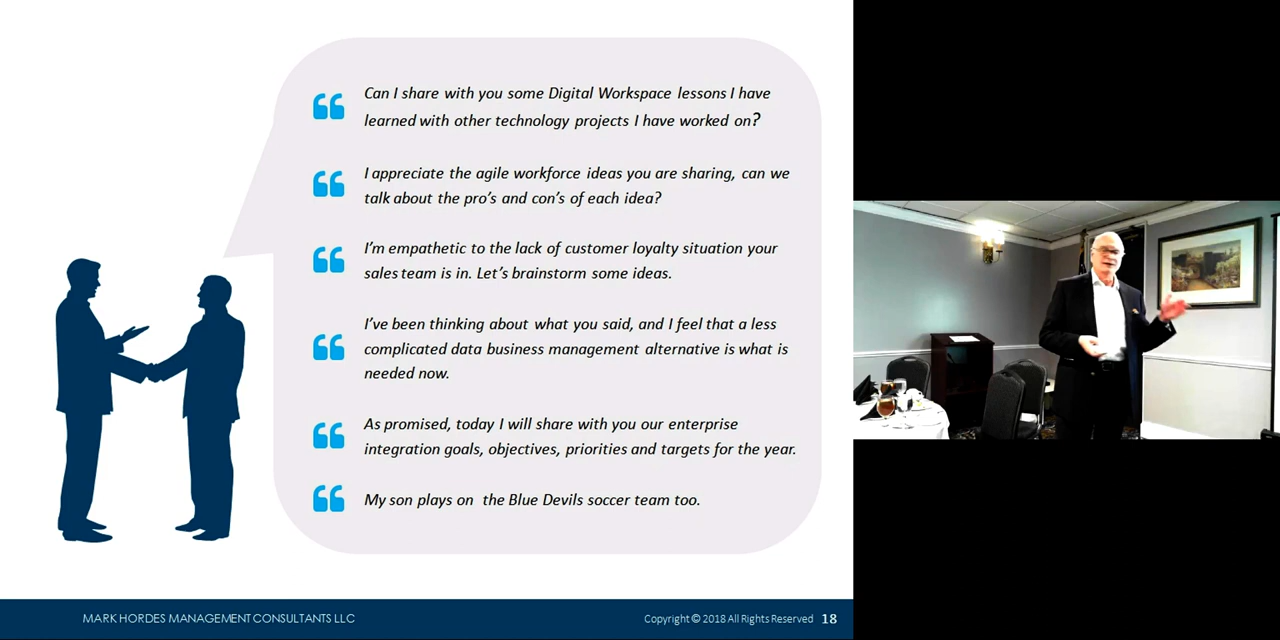 Can I share with you some Digital Workspace lessons I have
learned with other technology projects I have worked on?
I appreciate the agile workforce ideas you are sharing, can we
talk about the pro's and con's of each idea?
I'm empathetic to the lack of customer loyalty situation your
sales team is in. Let's brainstorm some ideas.
I've been thinking about what you said, and I feel that a less
complicated data business management alternative is what is
needed now.
As promised, today I will share with you our enterprise
integration goals, objectives, priorities and targets for the year.
My son plays on the Blue Devils soccer team too.
MARK HORDES MANAGEMENT CONSULTANTS LLC
Copyright © 2018 All Rights Reserved 18